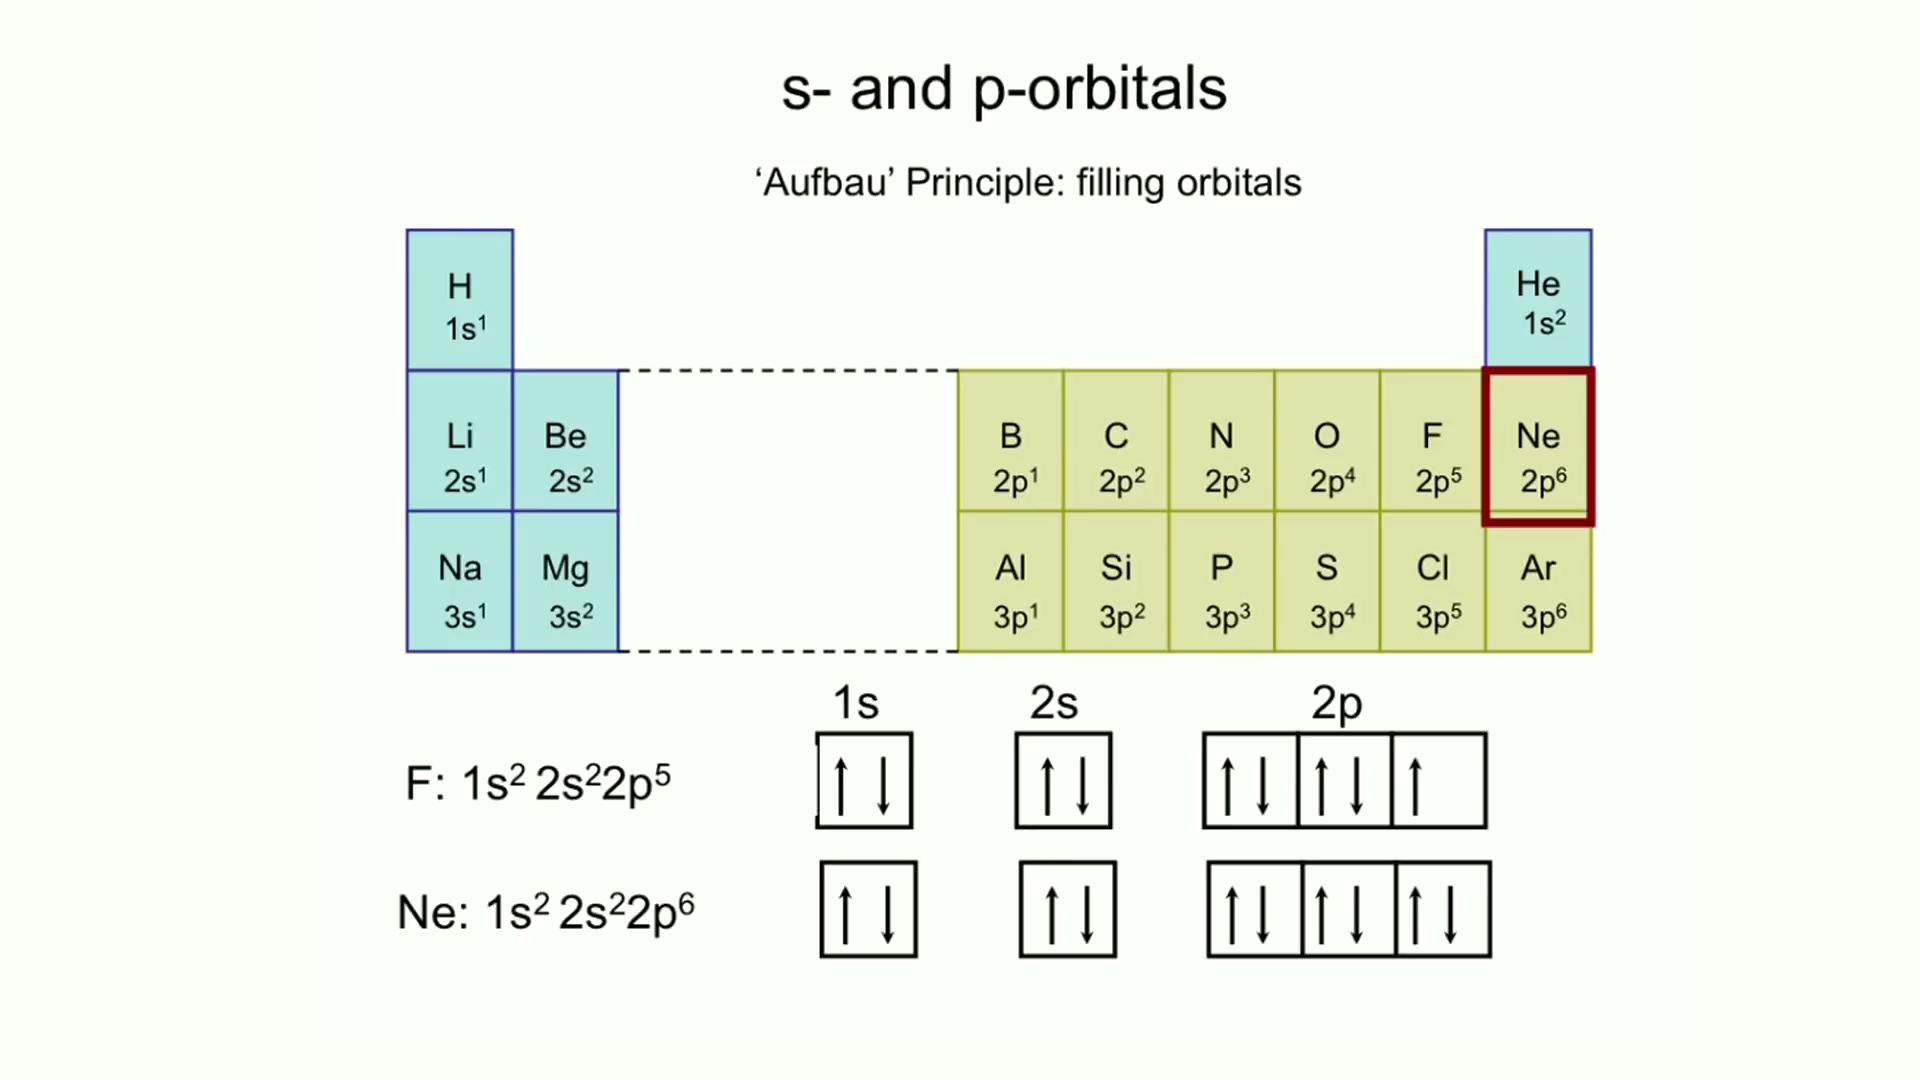 s- and p-orbitals
‘Aufbau’ Principle: filling orbitals
H He
1s¹ 1s²
Li Be B C N O F Ne
2s¹ 2s² 2p¹ 2p² 2p³ 2p⁴ 2p⁵ 2p⁶
Na Mg Al Si P S Cl Ar
3s¹ 3s² 3p¹ 3p² 3p³ 3p⁴ 3p⁵ 3p⁶
1s 2s 2p
F: 1s² 2s²2p⁵
Ne: 1s² 2s²2p⁶